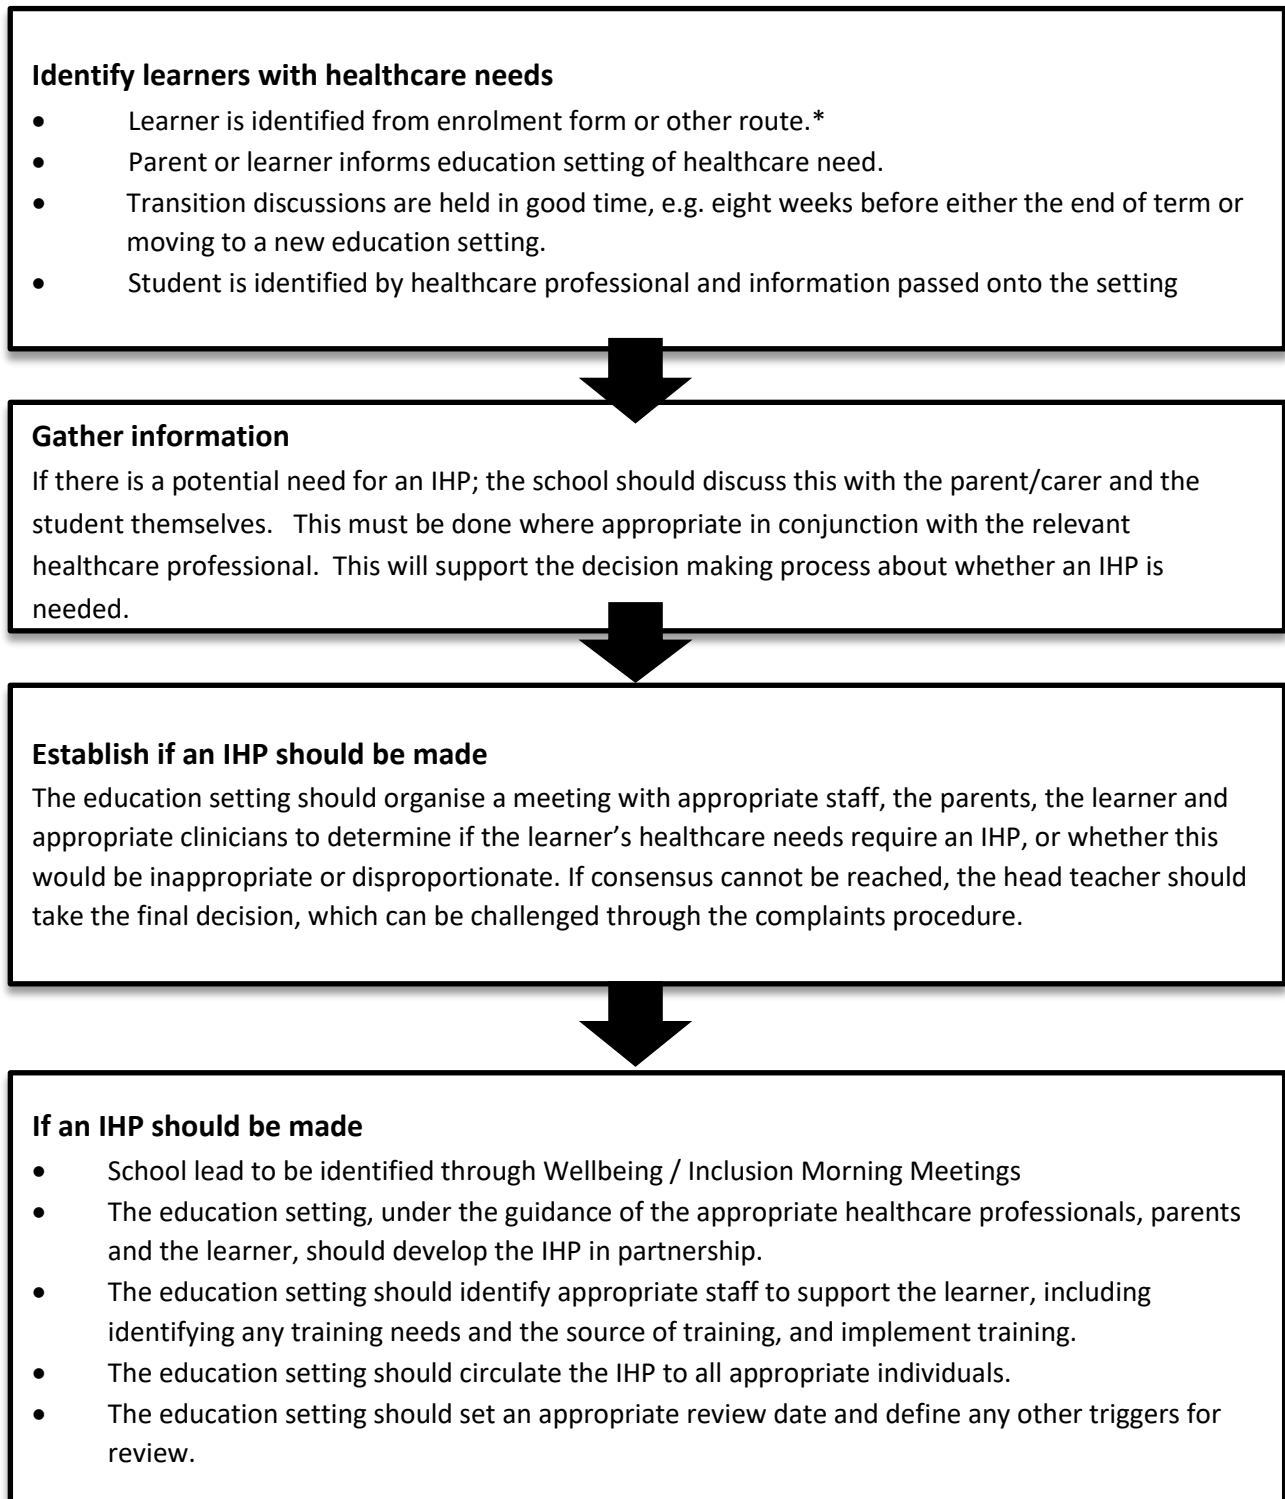 Identify learners with healthcare needs
• Learner is identified from enrolment form or other route.*
• Parent or learner informs education setting of healthcare need.
• Transition discussions are held in good time, e.g. eight weeks before either the end of term or
moving to a new education setting.
• Student is identified by healthcare professional and information passed onto the setting
Gather information
If there is a potential need for an IHP; the school should discuss this with the parent/carer and the
student themselves.   This must be done where appropriate in conjunction with the relevant
healthcare professional.  This will support the decision making process about whether an IHP is
needed.
Establish if an IHP should be made
The education setting should organise a meeting with appropriate staff, the parents, the learner and
appropriate clinicians to determine if the learner’s healthcare needs require an IHP, or whether this
would be inappropriate or disproportionate. If consensus cannot be reached, the head teacher should
take the final decision, which can be challenged through the complaints procedure.
If an IHP should be made
• School lead to be identified through Wellbeing / Inclusion Morning Meetings
• The education setting, under the guidance of the appropriate healthcare professionals, parents
and the learner, should develop the IHP in partnership.
• The education setting should identify appropriate staff to support the learner, including
identifying any training needs and the source of training, and implement training.
• The education setting should circulate the IHP to all appropriate individuals.
• The education setting should set an appropriate review date and define any other triggers for
review.